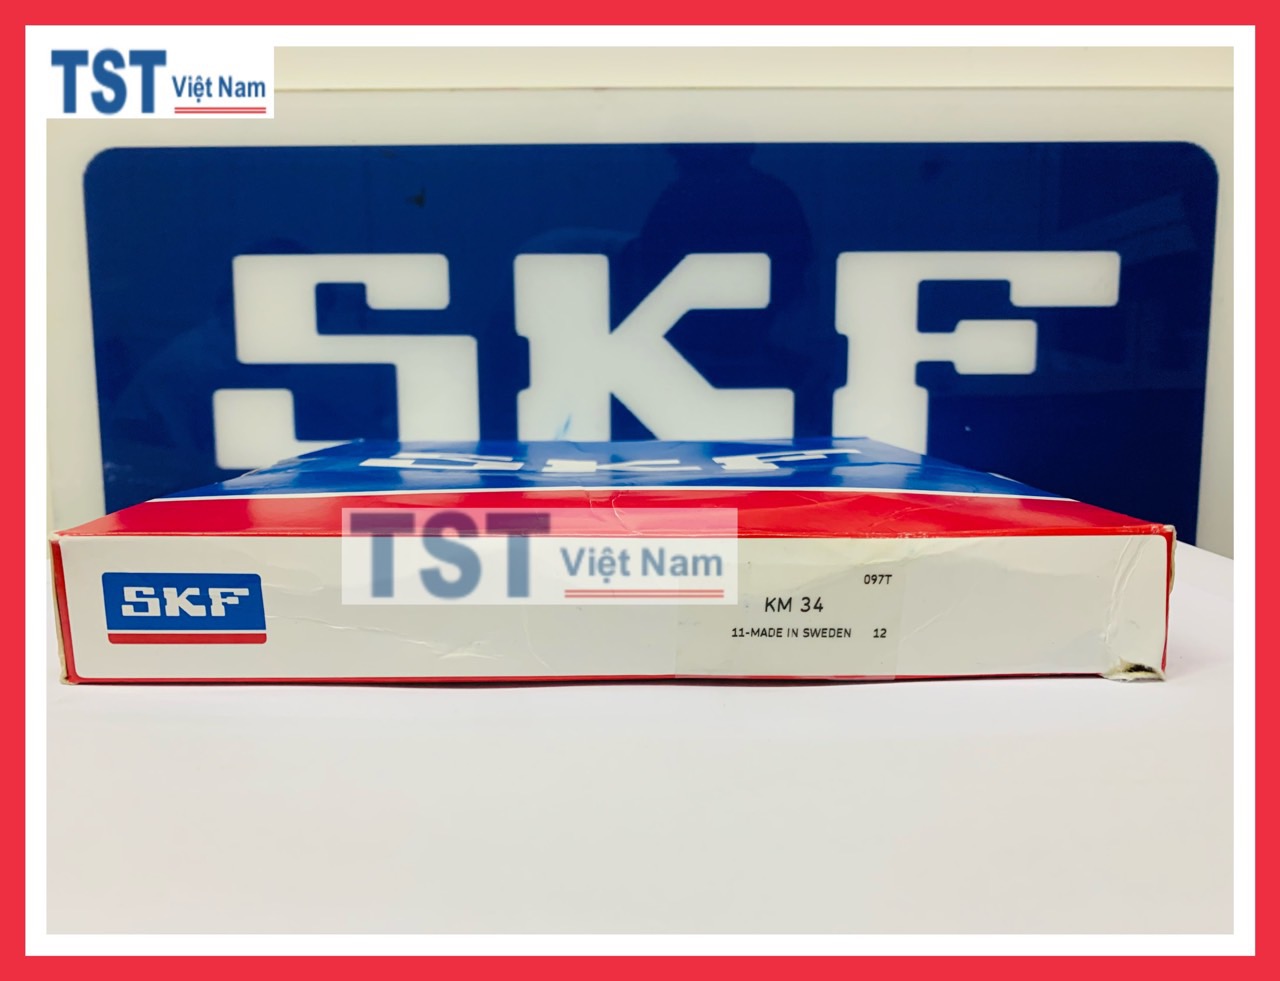 TST Việt Nam
SKF
SKF
TST Việt Nam
SKF
097T
KM 34
11-MADE IN SWEDEN 12